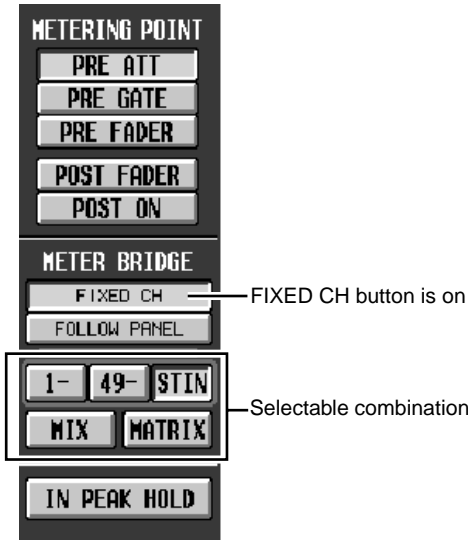 METERING POINT
PRE ATT
PRE GATE
PRE FADER
POST FADER
POST ON
METER BRIDGE
FIXED CH
FIXED CH button is on
FOLLOW PANEL
1- 49- STIN
MIX MATRIX
Selectable combination
IN PEAK HOLD